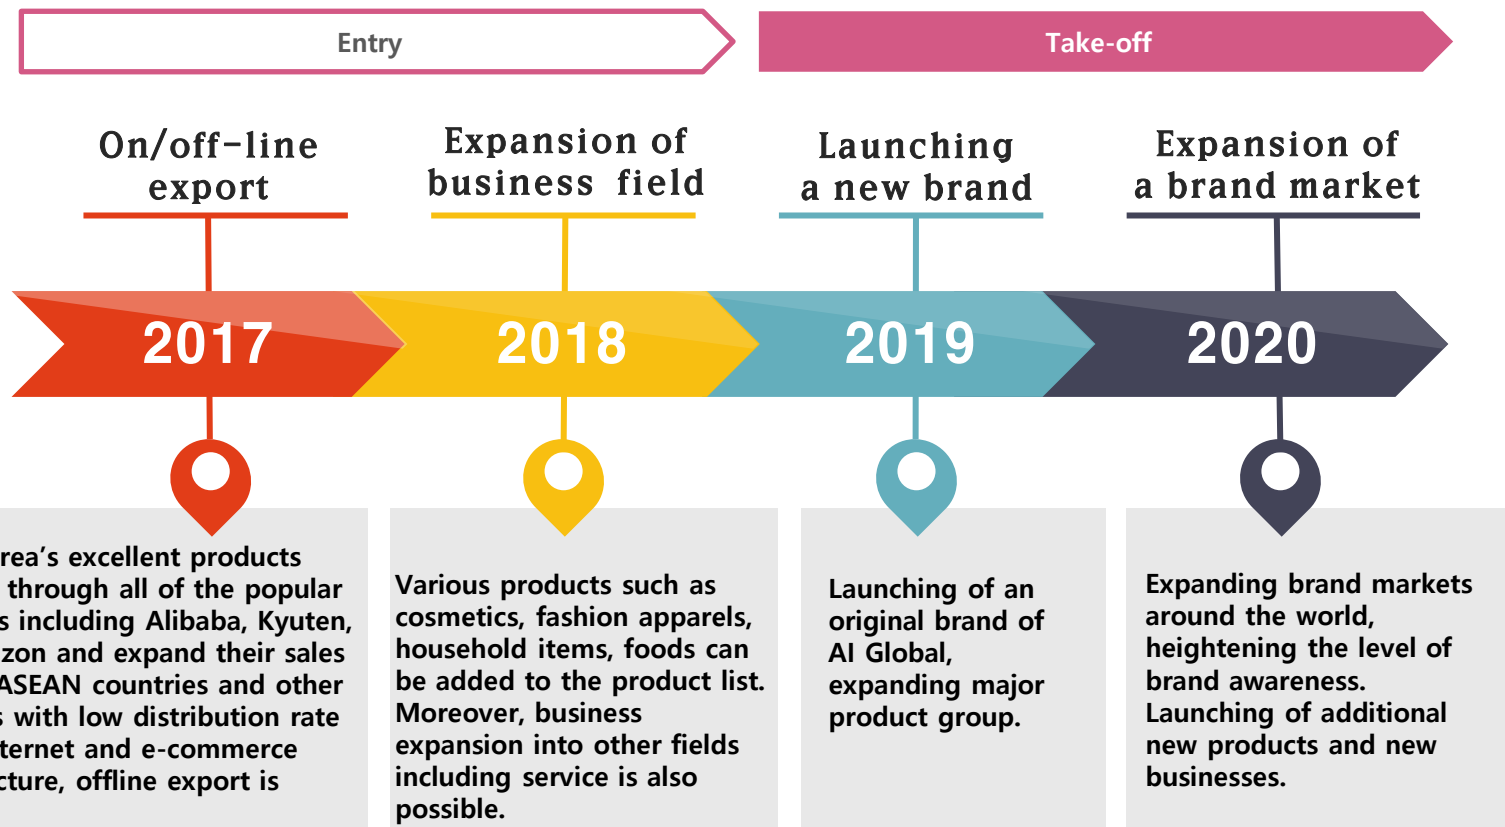 Entry
Take-off
On/off-line
export
Expansion of
business field
Launching
a new brand
Expansion of
a brand market
2017
2018
2019
2020
rea's excellent products
through all of the popular
s including Alibaba, Kyuten,
zon and expand their sales
ASEAN countries and other
s with low distribution rate
ternet and e-commerce
cture, offline export is
Various products such as
cosmetics, fashion apparels,
household items, foods can
be added to the product list.
Moreover, business
expansion into other fields
including service is also
possible.
Launching of an
original brand of
AI Global,
expanding major
product group.
Expanding brand markets
around the world,
heightening the level of
brand awareness.
Launching of additional
new products and new
businesses.